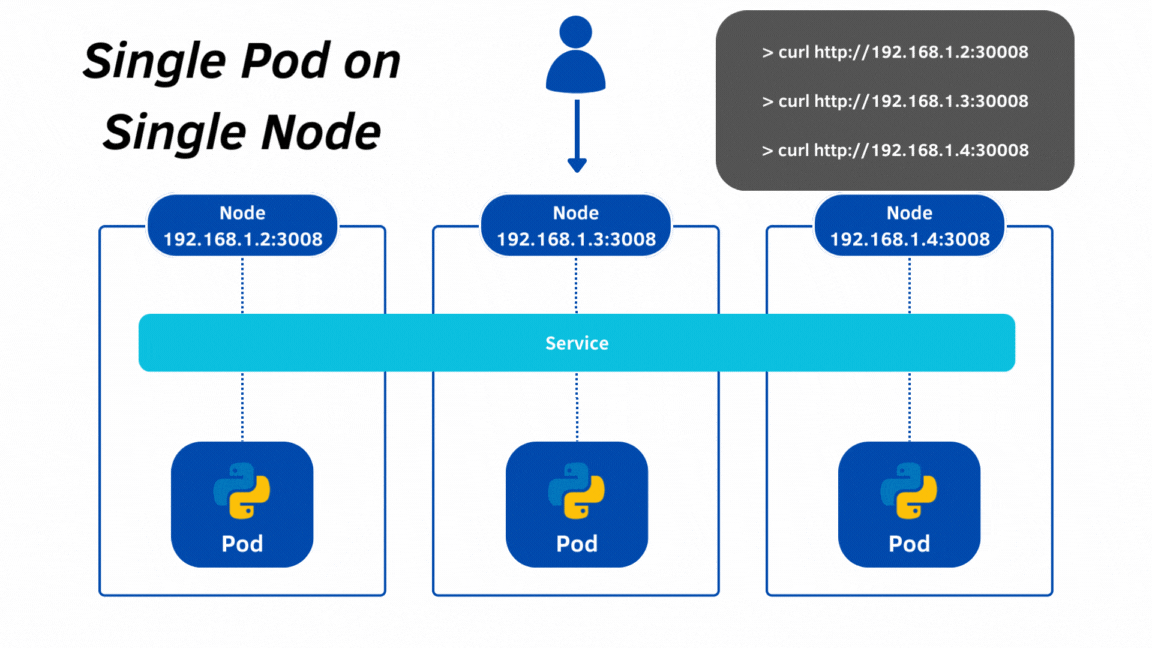 Single Pod on
Single Node
> curl http://192.168.1.2:30008
> curl http://192.168.1.3:30008
> curl http://192.168.1.4:30008
Node
192.168.1.2:3008
Node
192.168.1.3:3008
Node
192.168.1.4:3008
Service
Pod
Pod
Pod